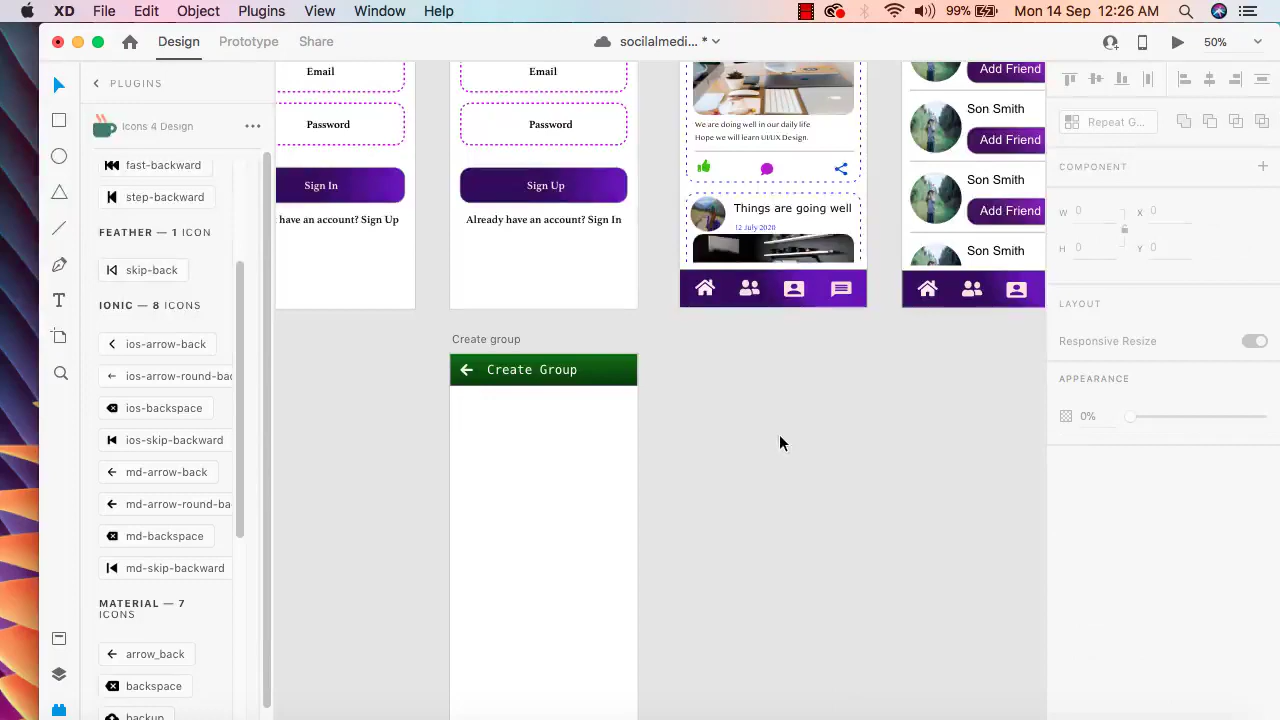 XD File Edit Object Plugins View Window Help 99% Mon 14 Sep 12:26 AM
Design Prototype Share socilalmedi... * 50%
PLUGINS
Icons 4 Design
fast-backward
step-backward
FEATHER — 1 ICON
skip-back
IONIC — 8 ICONS
ios-arrow-back
ios-arrow-round-bac
ios-backspace
ios-skip-backward
md-arrow-back
md-arrow-round-ba
md-backspace
md-skip-backward
MATERIAL — 7
ICONS
arrow_back
backspace
backup
Email
Password
Sign In
have an account? Sign Up
Email
Password
Sign Up
Already have an account? Sign In
We are doing well in our daily life
Hope we will learn UI/UX Design.
Things are going well
12 July 2020
Add Friend
Son Smith
Add Friend
Son Smith
Add Friend
Son Smith
Create group
Create Group
Repeat G...
COMPONENT
W 0 X 0
H 0 Y 0
LAYOUT
Responsive Resize
APPEARANCE
0%